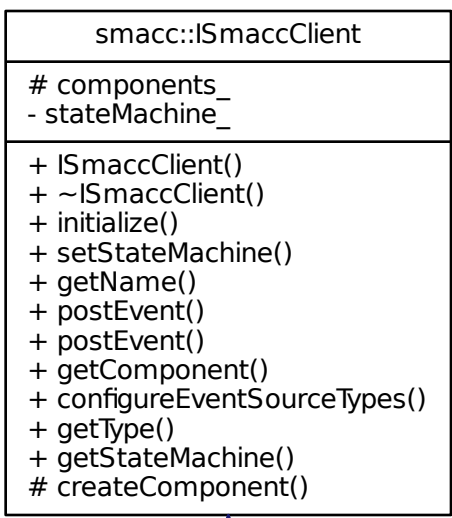 smacc::ISmaccClient
# components_
- stateMachine_
+ ISmaccClient()
+ ~ISmaccClient()
+ initialize()
+ setStateMachine()
+ getName()
+ postEvent()
+ postEvent()
+ getComponent()
+ configureEventSourceTypes()
+ getType()
+ getStateMachine()
# createComponent()